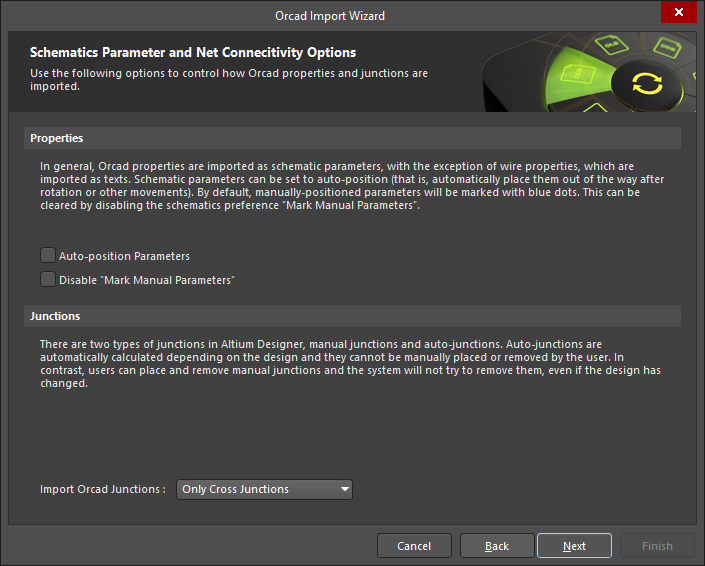 Orcad Import Wizard
Schematics Parameter and Net Connecitivity Options
Use the following options to control how Orcad properties and junctions are
imported.
Properties
In general, Orcad properties are imported as schematic parameters, with the exception of wire properties, which are
imported as texts. Schematic parameters can be set to auto-position (that is, automatically place them out of the way after
rotation or other movements). By default, manually-positioned parameters will be marked with blue dots. This can be
cleared by disabling the schematics preference "Mark Manual Parameters".
Auto-position Parameters
Disable "Mark Manual Parameters"
Junctions
There are two types of junctions in Altium Designer, manual junctions and auto-junctions. Auto-junctions are
automatically calculated depending on the design and they cannot be manually placed or removed by the user. In
contrast, users can place and remove manual junctions and the system will not try to remove them, even if the design has
changed.
Import Orcad Junctions : Only Cross Junctions
Cancel Back Next Finish